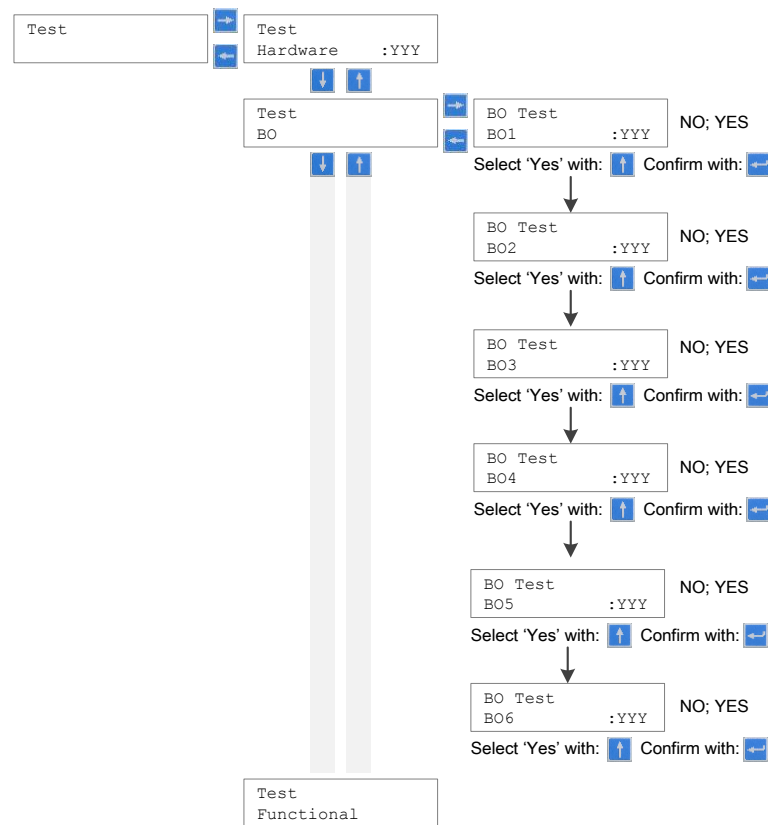 Test
Test
Hardware :YYY
Test
BO
BO Test
BO1 :YYY
NO; YES
Select ‘Yes’ with: Confirm with:
BO Test
BO2 :YYY
NO; YES
Select ‘Yes’ with: Confirm with:
BO Test
BO3 :YYY
NO; YES
Select ‘Yes’ with: Confirm with:
BO Test
BO4 :YYY
NO; YES
Select ‘Yes’ with: Confirm with:
BO Test
BO5 :YYY
NO; YES
Select ‘Yes’ with: Confirm with:
BO Test
BO6 :YYY
NO; YES
Select ‘Yes’ with: Confirm with:
Test
Functional